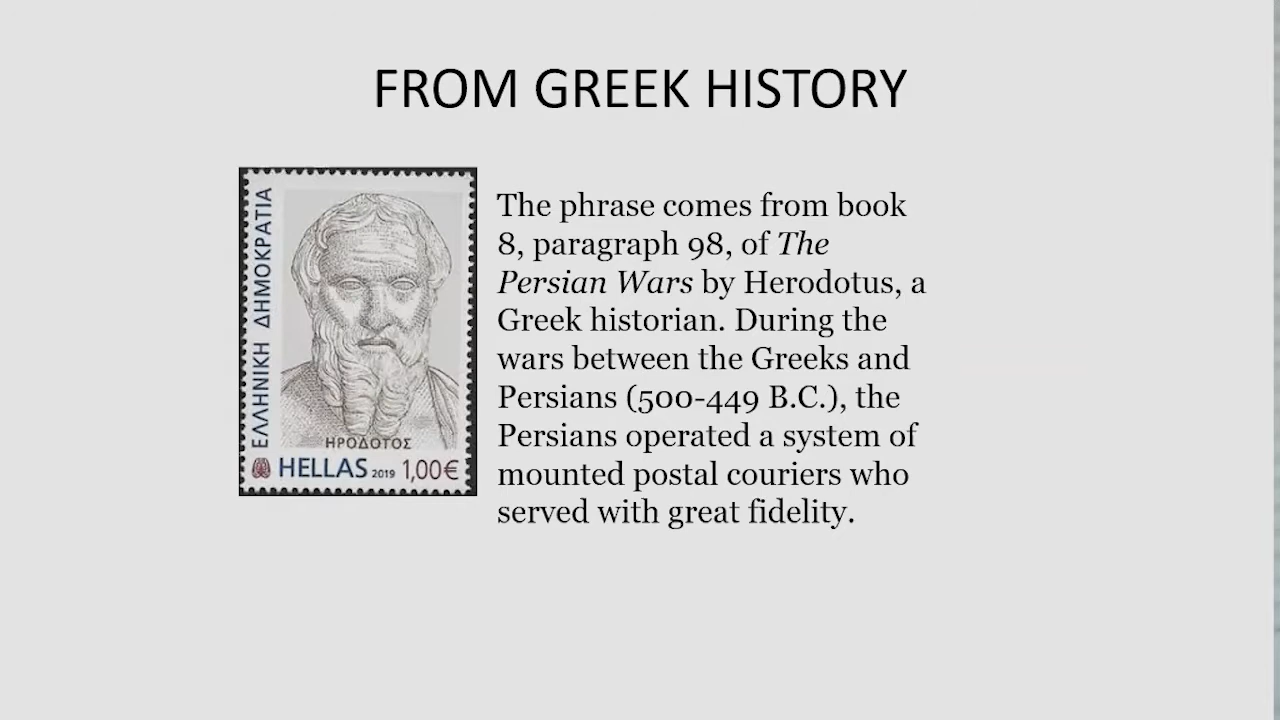 FROM GREEK HISTORY
ΕΛΛΗΝΙΚΗ ΔΗΜΟΚΡΑΤΙΑ
ΗΡΟΔΟΤΟΣ
HELLAS 2019 1,00€
The phrase comes from book
8, paragraph 98, of The
Persian Wars by Herodotus, a
Greek historian. During the
wars between the Greeks and
Persians (500-449 B.C.), the
Persians operated a system of
mounted postal couriers who
served with great fidelity.